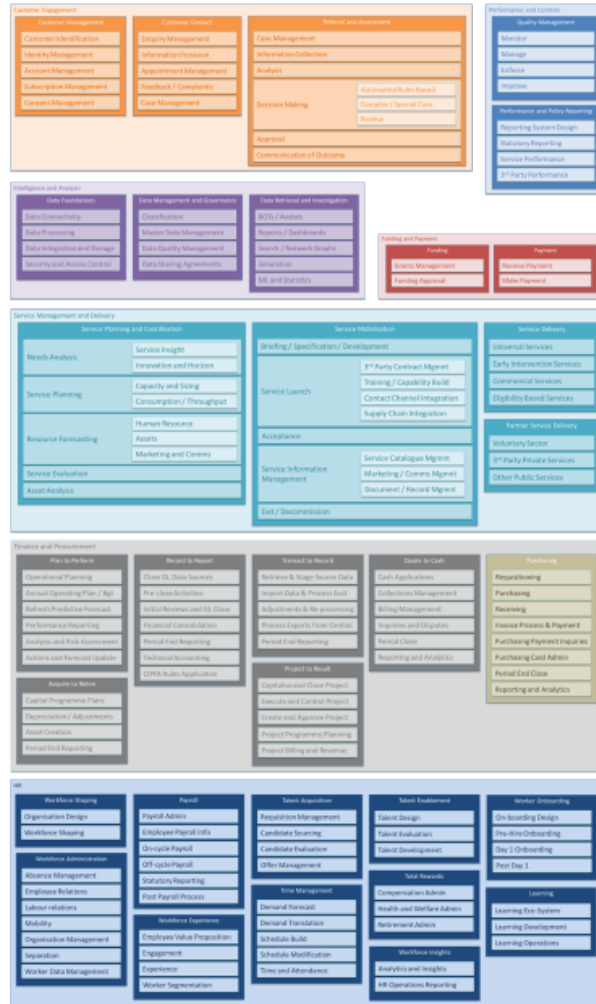 Customer Engagement
Customer Management
Customer Identification
Identity Management
Account Management
Subscription Management
Consent Management
Customer Contact
Enquiry Management
Information Provision
Appointment Management
Feedback / Complaints
Case Management
Referral and Assessment
Case Management
Information Collection
Analysis
Decision Making
Automated Rules Based
Complex / Special Case
Review
Approval
Communication of Outcome
Performance and Controls
Quality Management
Monitor
Manage
Enforce
Improve
Performance and Policy Reporting
Reporting System Design
Statutory Reporting
Service Performance
3rd Party Performance
Intelligence and Analysis
Data Foundations
Data Connectivity
Data Processing
Data Integration and Storage
Security and Access Control
Data Management and Governance
Classification
Master Data Management
Data Quality Management
Data Sharing Agreements
Data Retrieval and Investigation
BOTs / Avatars
Reports / Dashboards
Search / Network Graphs
Simulation
ML and Statistics
Funding and Payment
Funding
Grants Management
Funding Approval
Payment
Receive Payment
Make Payment
Service Management and Delivery
Service Planning and Coordination
Needs Analysis
Service Insight
Innovation and Horizon
Service Planning
Capacity and Sizing
Consumption / Throughput
Resource Forecasting
Human Resource
Assets
Marketing and Comms
Service Evaluation
Asset Analysis
Service Mobilisation
Briefing / Specification / Development
Service Launch
3rd Party Contract Mgmnt
Training / Capability Build
Contact Channel Integration
Supply Chain Integration
Acceptance
Service Information
Management
Service Catalogue Mgmnt
Marketing / Comms Mgmnt
Document / Record Mgmnt
Exit / Decommission
Service Delivery
Universal Services
Early Intervention Services
Commercial Services
Eligibility Based Services
Partner Service Delivery
Voluntary Sector
3rd Party Private Services
Other Public Services
Finance and Procurement
Plan to Perform
Operational Planning
Annual Operating Plan / Bgt
Refresh Predictive Forecast
Performance Reporting
Analysis and Risk Assessment
Actions and Forecast Update
Acquire to Retire
Capital Programme Plans
Depreciation / Adjustments
Asset Creation
Period End Reporting
Record to Report
Close GL Data Sources
Pre-close Activities
Initial Reviews and GL Close
Financial Consolidation
Period End Reporting
Technical Accounting
CIPFA Rules Application
Transact to Record
Retrieve & Stage Source Data
Import Data & Process Acct
Adjustments & Re-processing
Process Exports from Central
Period End Reporting
Project to Result
Capitalise and Close Project
Execute and Control Project
Create and Approve Project
Project Programme Planning
Project Billing and Revenue
Quote to Cash
Cash Applications
Collections Management
Billing Management
Inquiries and Disputes
Period Close
Reporting and Analytics
Purchasing
Requisitioning
Purchasing
Receiving
Invoice Process & Payment
Purchasing Payment Inquiries
Purchasing Card Admin
Period End Close
Reporting and Analytics
HR
Workforce Shaping
Organisation Design
Workforce Shaping
Workforce Administration
Absence Management
Employee Relations
Labour relations
Mobility
Organisation Management
Separation
Worker Data Management
Payroll
Payroll Admin
Employee Payroll Info
On-cycle Payroll
Off-cycle Payroll
Statutory Reporting
Post Payroll Process
Workforce Experience
Employee Value Proposition
Engagement
Experience
Worker Segmentation
Talent Acquisition
Requisition Management
Candidate Sourcing
Candidate Evaluation
Offer Management
Time Management
Demand Forecast
Demand Translation
Schedule Build
Schedule Modification
Time and Attendance
Talent Enablement
Talent Design
Talent Evaluation
Talent Development
Total Rewards
Compensation Admin
Health and Welfare Admin
Retirement Admin
Workforce Insights
Analytics and Insights
HR Operations Reporting
Worker Onboarding
On-boarding Design
Pre-Hire Onboarding
Day 1 Onboarding
Post Day 1
Learning
Learning Eco-System
Learning Development
Learning Operations